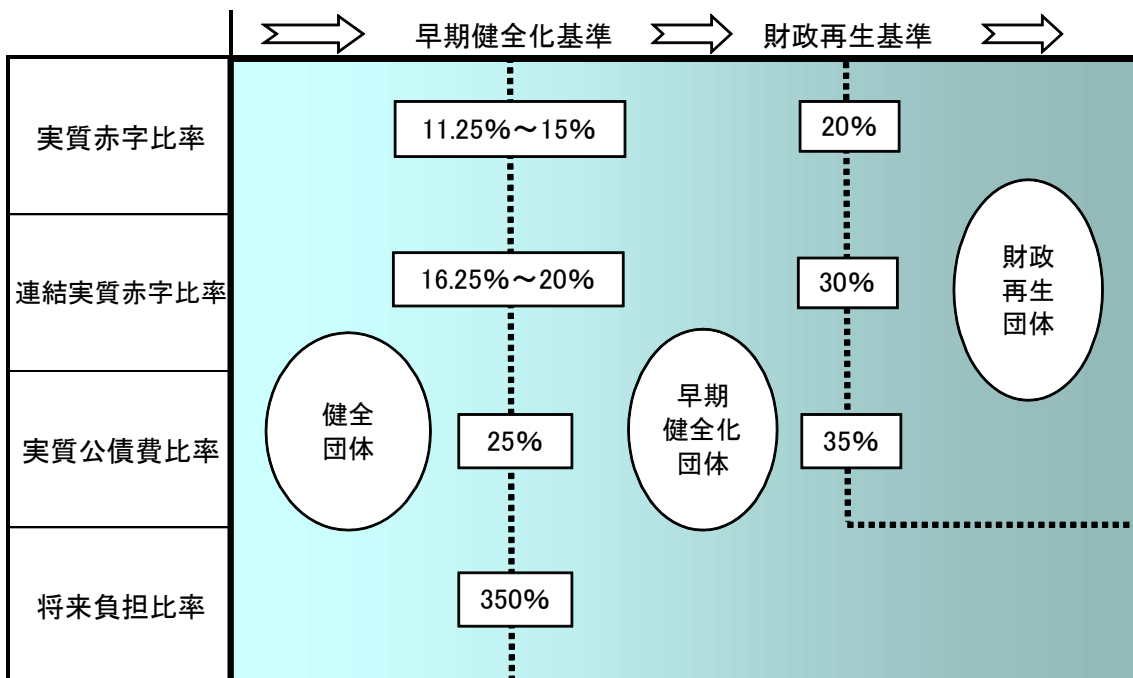 早期健全化基準
財政再生基準
実質赤字比率
11.25%～15%
20%
連結実質赤字比率
16.25%～20%
30%
財政
再生
団体
実質公債費比率
健全
団体
25%
早期
健全化
団体
35%
将来負担比率
350%